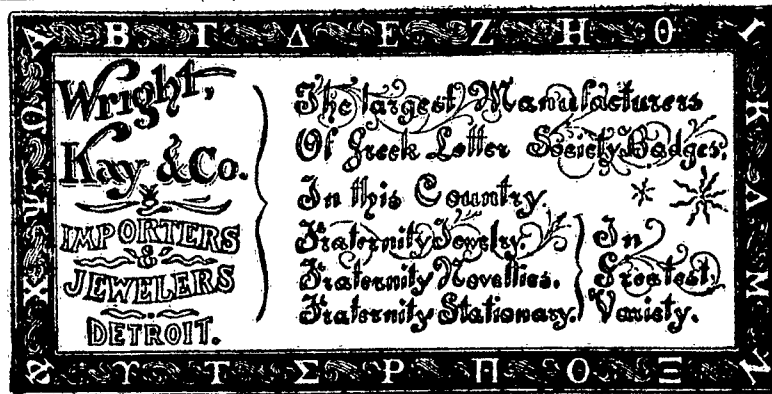 Α Β Γ Δ Ε Ζ Η Θ Ι
Κ Λ Μ Ν
Ξ Ο Π Ρ Σ Τ Υ Φ
Χ Ψ Ω
Wright,
Kay & Co.
IMPORTERS
&
JEWELERS
DETROIT.
The largest Manufacturers
Of Greek Letter Society Badges,
In this Country.
Fraternity Jewelry.
Fraternity Novelties.
Fraternity Stationary.
In
Greatest
Variety.